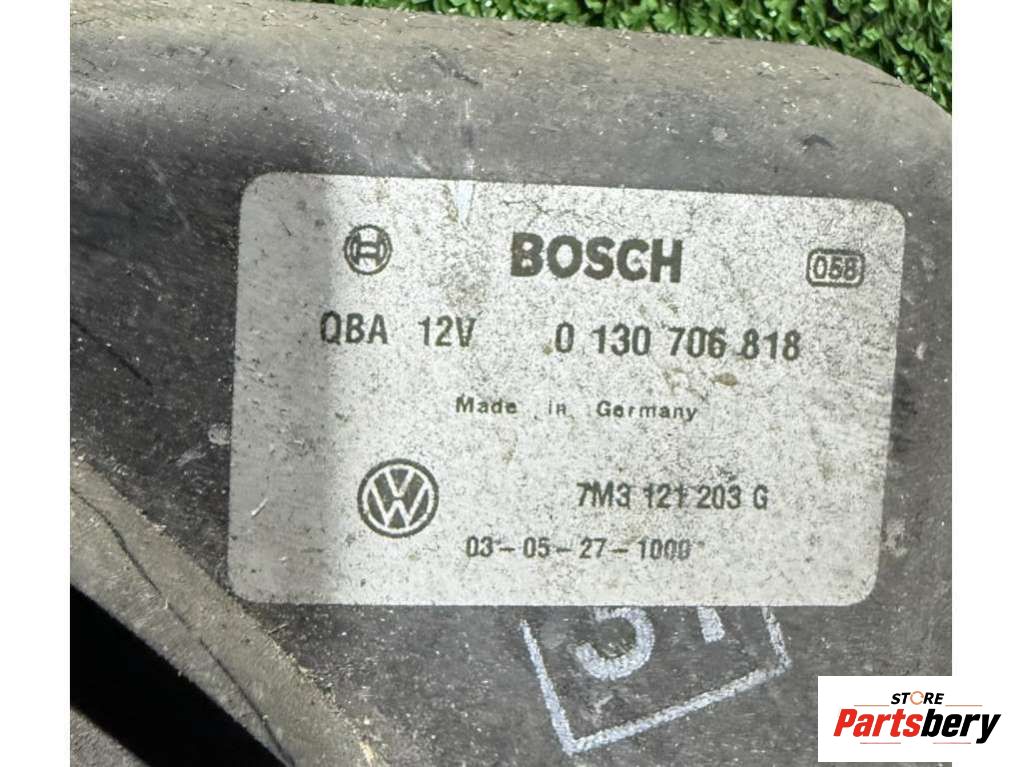 BOSCH 058
QBA 12V 0 130 706 818
Made in Germany
7M3 121 203 G
03-05-27-1000
51
STORE
Partsbery